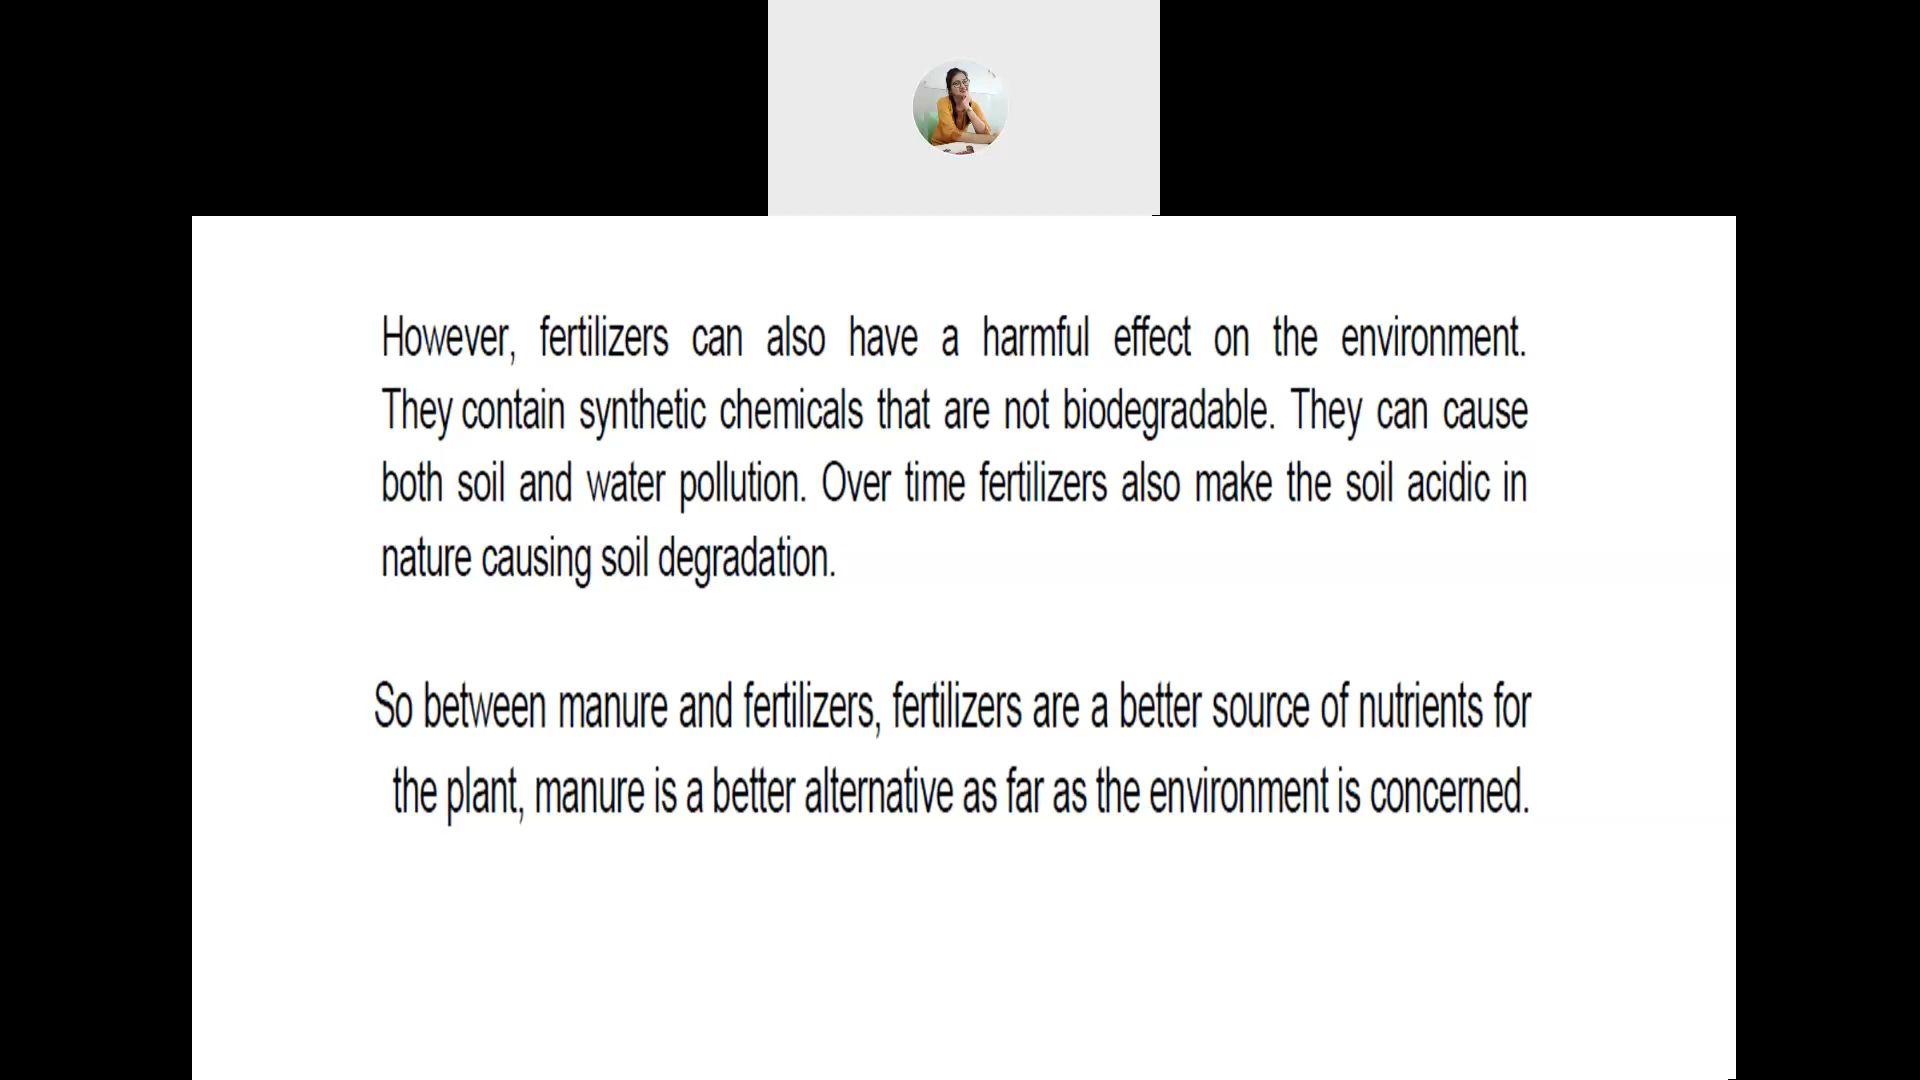 However, fertilizers can also have a harmful effect on the environment.
They contain synthetic chemicals that are not biodegradable. They can cause
both soil and water pollution. Over time fertilizers also make the soil acidic in
nature causing soil degradation.
So between manure and fertilizers, fertilizers are a better source of nutrients for
the plant, manure is a better alternative as far as the environment is concerned.